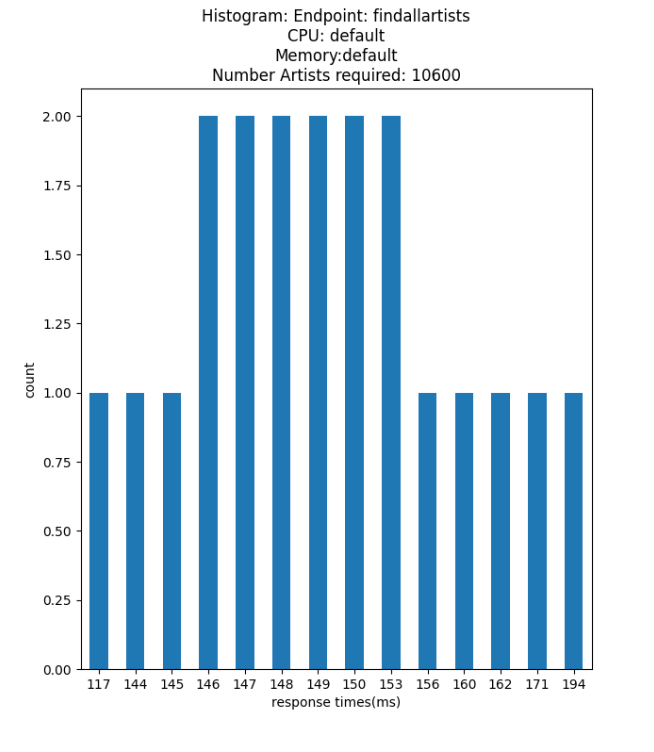 Histogram: Endpoint: findallartists
CPU: default
Memory:default
Number Artists required: 10600
2.00
1.75
1.50
1.25
1.00
0.75
0.50
0.25
0.00
count
117 144 145 146 147 148 149 150 153 156 160 162 171 194
response times(ms)